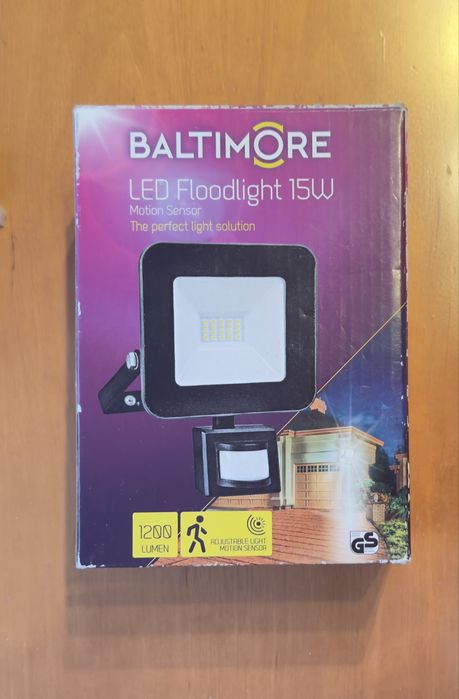 BALTIMORE
LED Floodlight 15W
Motion Sensor
The perfect light solution
1200
LUMEN
ADJUSTABLE LIGHT
MOTION SENSOR
GS